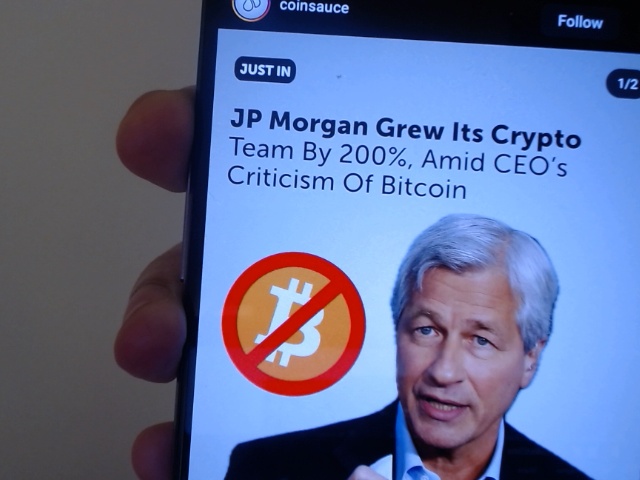 coinsauce
Follow
JUST IN
1/2
JP Morgan Grew Its Crypto
Team By 200%, Amid CEO's
Criticism Of Bitcoin